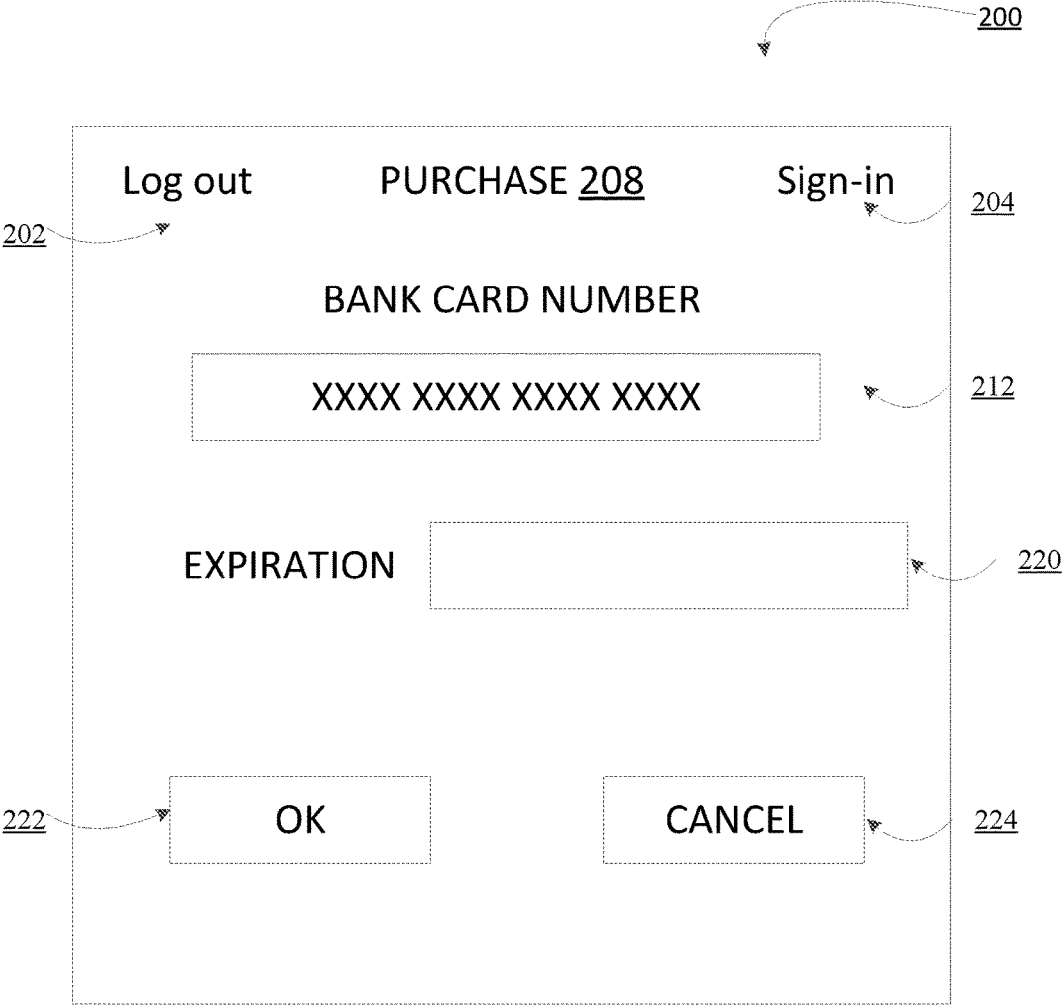 200
Log out PURCHASE 208 Sign-in
202 204
BANK CARD NUMBER
XXXX XXXX XXXX XXXX 212
EXPIRATION 220
222 OK CANCEL 224